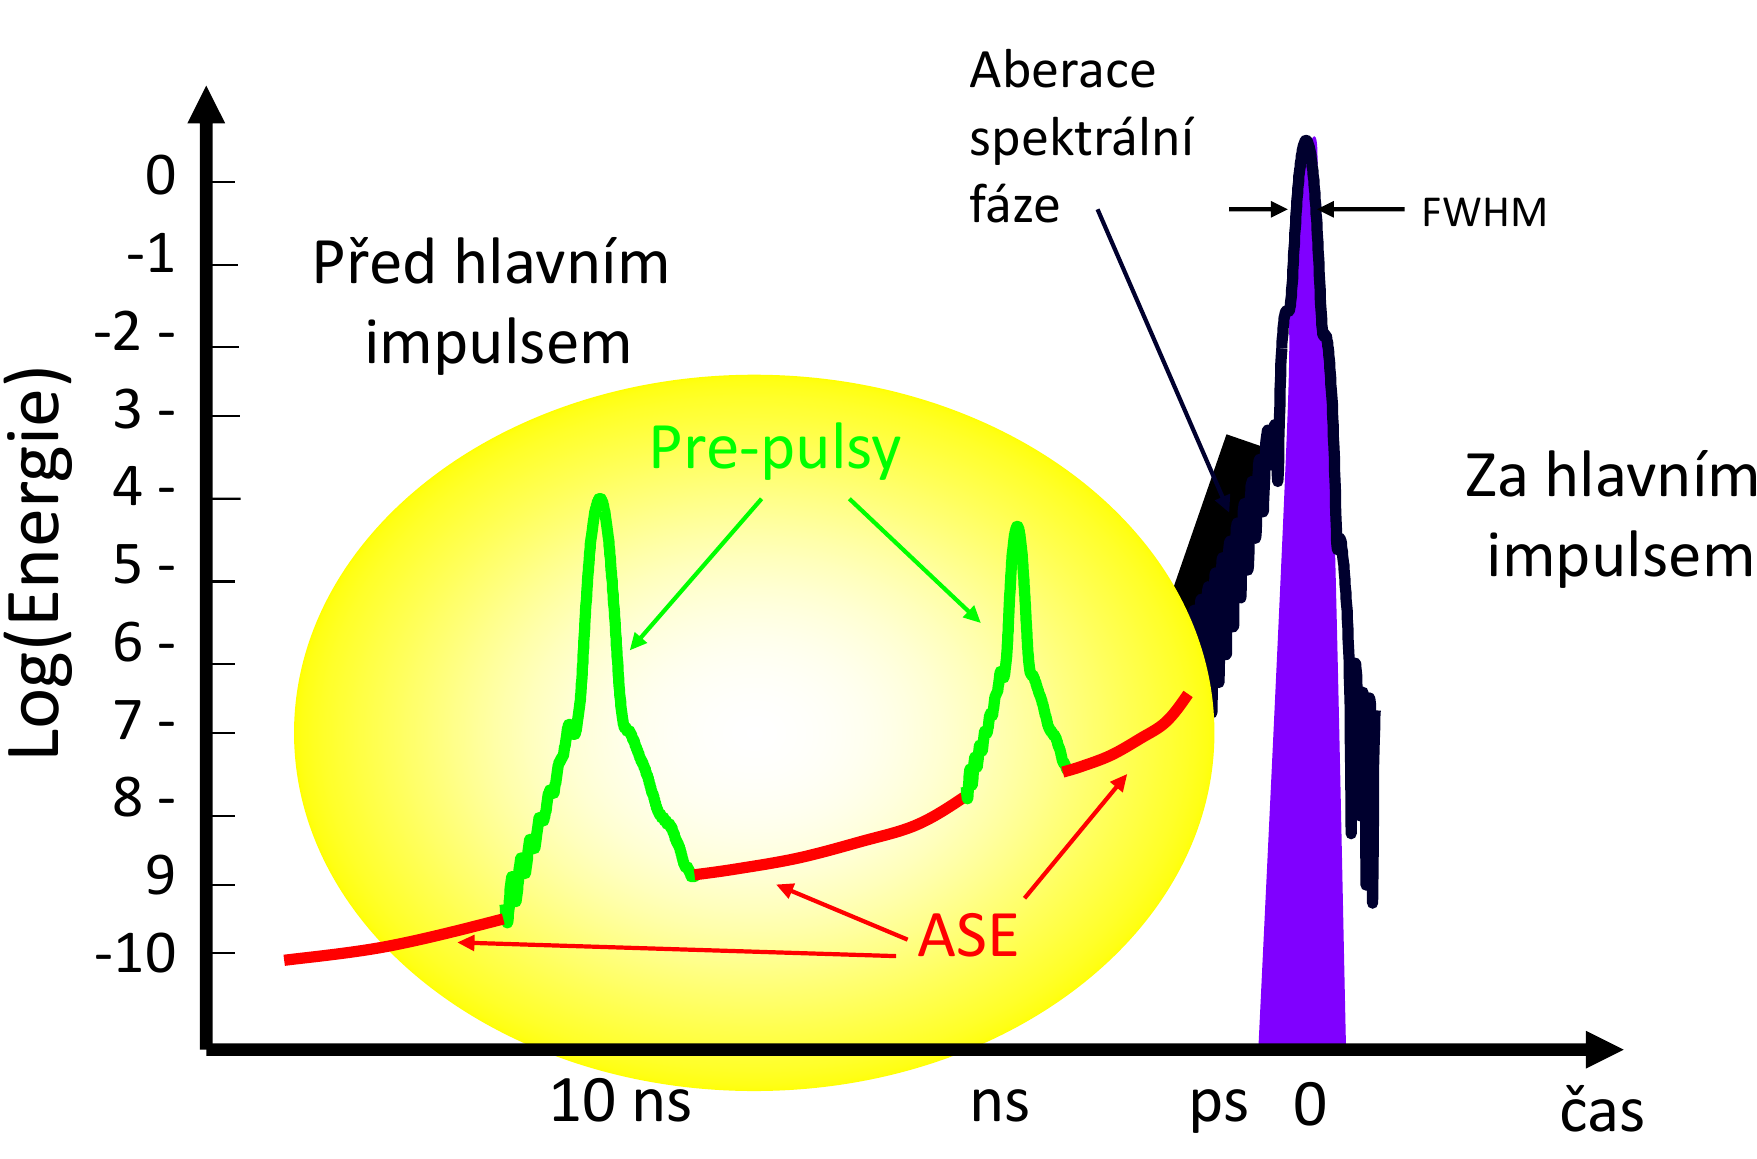 Aberace
spektrální
fáze
FWHM
Před hlavním
impulsem
Pre-pulsy
Za hlavním
impulsem
ASE
Log(Energie)
0
-1
-2 -
3 -
4 -
5 -
6 -
7 -
8 -
9
-10
10 ns
ns
ps
0
čas